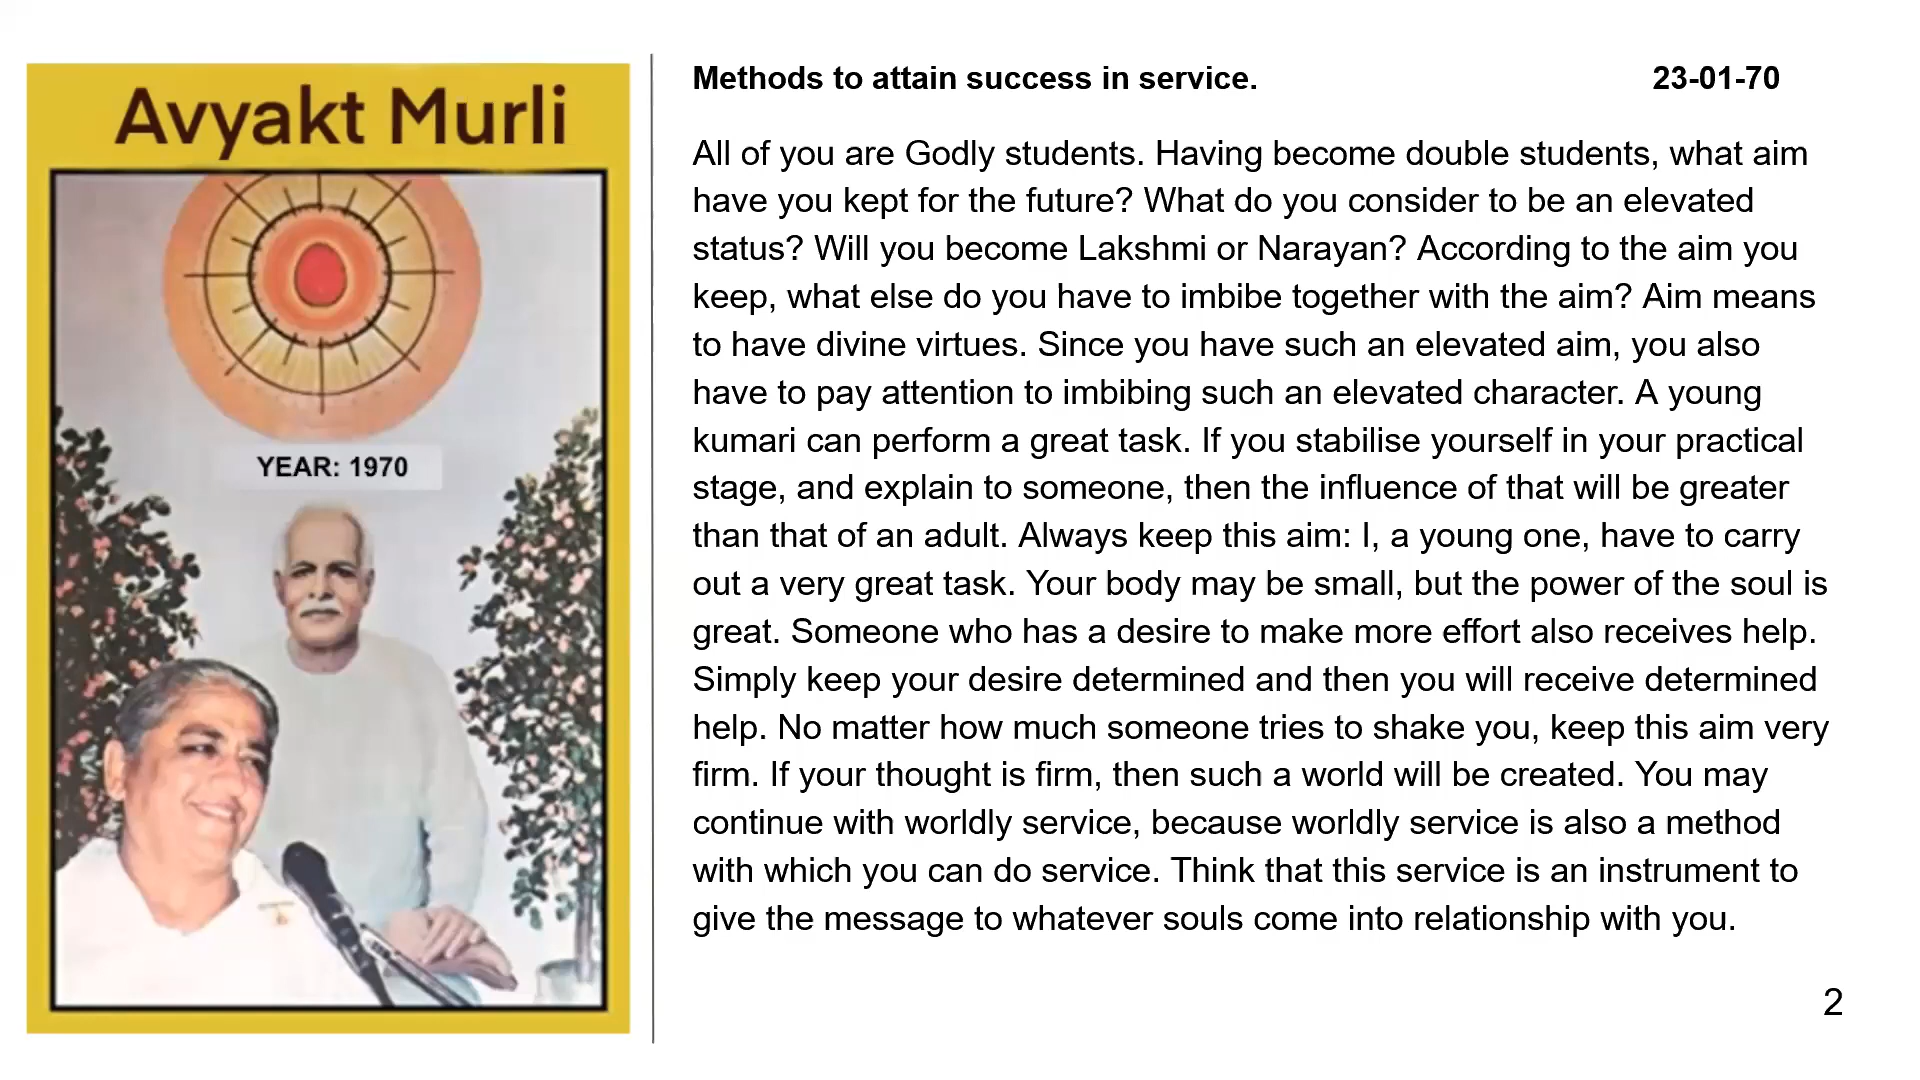 Avyakt Murli
YEAR: 1970
Methods to attain success in service. 23-01-70
All of you are Godly students. Having become double students, what aim
have you kept for the future? What do you consider to be an elevated
status? Will you become Lakshmi or Narayan? According to the aim you
keep, what else do you have to imbibe together with the aim? Aim means
to have divine virtues. Since you have such an elevated aim, you also
have to pay attention to imbibing such an elevated character. A young
kumari can perform a great task. If you stabilise yourself in your practical
stage, and explain to someone, then the influence of that will be greater
than that of an adult. Always keep this aim: I, a young one, have to carry
out a very great task. Your body may be small, but the power of the soul is
great. Someone who has a desire to make more effort also receives help.
Simply keep your desire determined and then you will receive determined
help. No matter how much someone tries to shake you, keep this aim very
firm. If your thought is firm, then such a world will be created. You may
continue with worldly service, because worldly service is also a method
with which you can do service. Think that this service is an instrument to
give the message to whatever souls come into relationship with you.
2